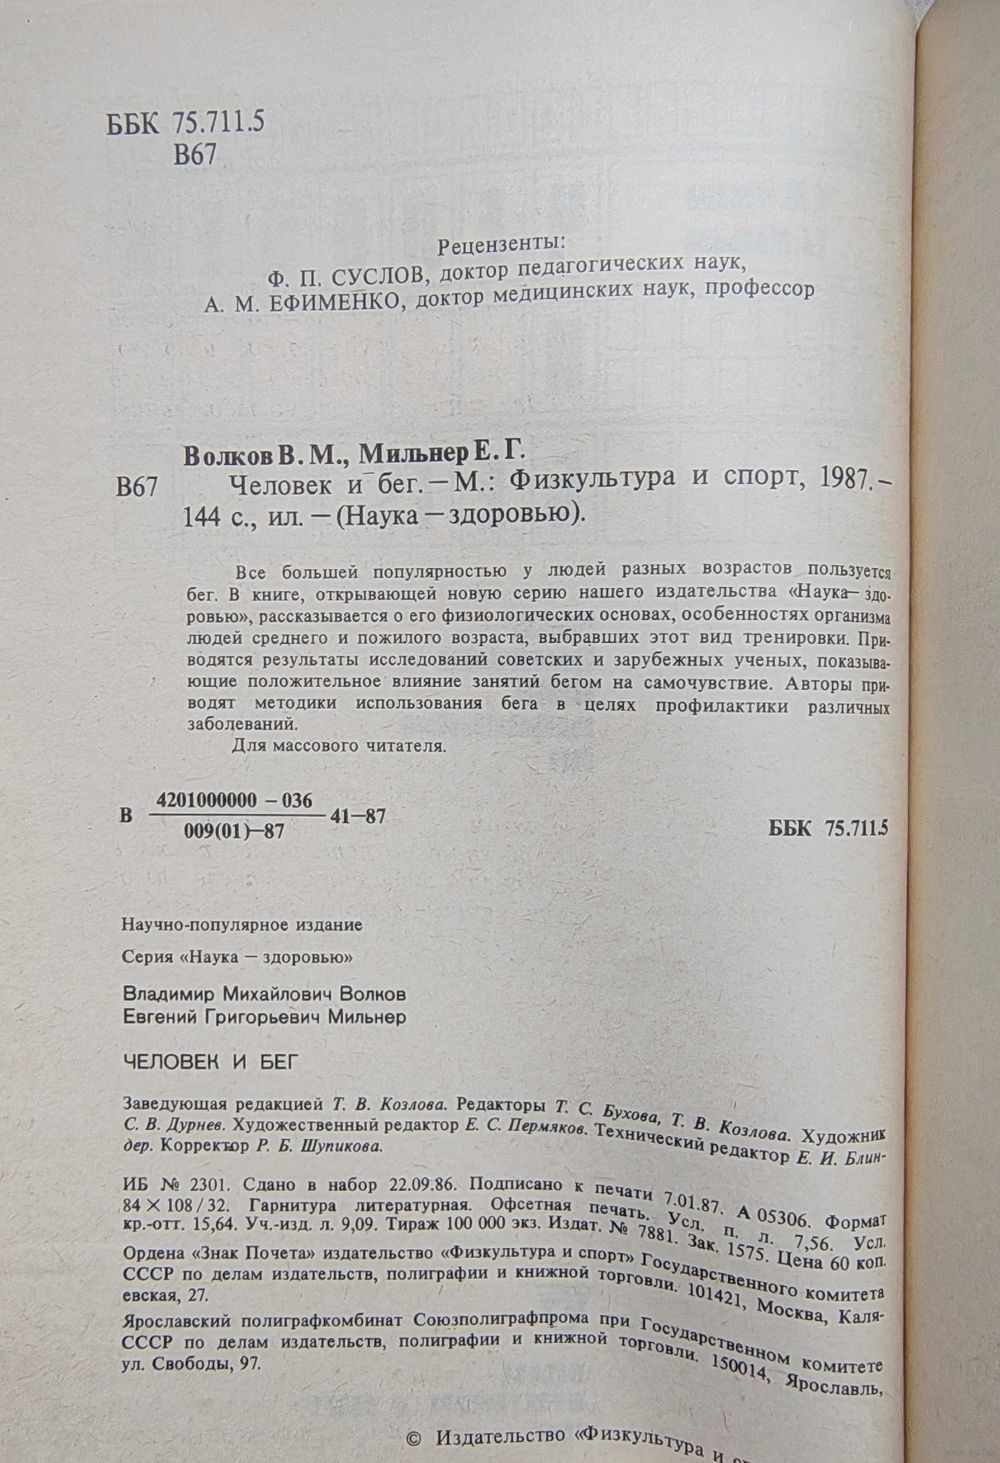 ББК 75.711.5
В67
Рецензенты:
Ф. П. СУСЛОВ, доктор педагогических наук,
А. М. ЕФИМЕНКО, доктор медицинских наук, профессор
Волков В. М., Мильнер Е. Г.
В67 Человек и бег. — М.: Физкультура и спорт, 1987. –
144 с., ил. — (Наука — здоровью).
Все большей популярностью у людей разных возрастов пользуется
бег. В книге, открывающей новую серию нашего издательства «Наука— здо-
ровью», рассказывается о его физиологических основах, особенностях организма
людей среднего и пожилого возраста, выбравших этот вид тренировки. При-
водятся результаты исследований советских и зарубежных ученых, показыва-
ющие положительное влияние занятий бегом на самочувствие. Авторы при-
водят методики использования бега в целях профилактики различных
заболеваний.
Для массового читателя.
В 4201000000 – 036
009(01)–87 41–87
ББК 75.711.5
Научно-популярное издание
Серия «Наука — здоровью»
Владимир Михайлович Волков
Евгений Григорьевич Мильнер
ЧЕЛОВЕК И БЕГ
Заведующая редакцией Т. В. Козлова. Редакторы Т. С. Бухова, Т. В. Козлова. Художник
С. В. Дурнев. Художественный редактор Е. С. Пермяков. Технический редактор Е. И. Блин-
дер. Корректор Р. Б. Шупикова.
ИБ № 2301. Сдано в набор 22.09.86. Подписано к печати 7.01.87. А 05306. Формат
84 × 108 / 32. Гарнитура литературная. Офсетная печать. Усл. п. л. 7,56. Усл.
кр.-отт. 15,64. Уч.-изд. л. 9,09. Тираж 100 000 экз. Издат. № 7881. Зак. 1575. Цена 60 коп.
Ордена «Знак Почета» издательство «Физкультура и спорт» Государственного комитета
СССР по делам издательств, полиграфии и книжной торговли. 101421, Москва, Каля-
евская, 27.
Ярославский полиграфкомбинат Союзполиграфпрома при Государственном комитете
СССР по делам издательств, полиграфии и книжной торговли. 150014, Ярославль,
ул. Свободы, 97.
© Издательство «Физкультура и